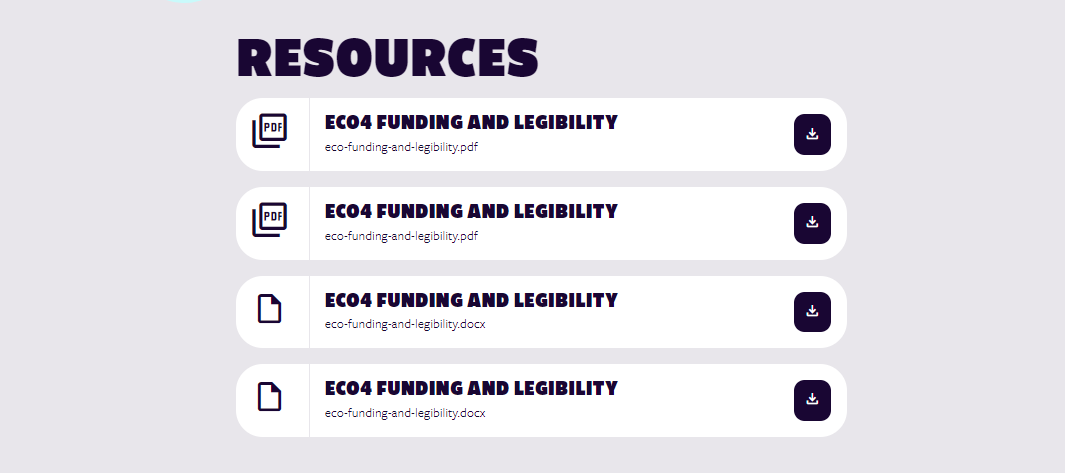 RESOURCES
PDF
ECO4 FUNDING AND LEGIBILITY
eco-funding-and-legibility.pdf
PDF
ECO4 FUNDING AND LEGIBILITY
eco-funding-and-legibility.pdf
ECO4 FUNDING AND LEGIBILITY
eco-funding-and-legibility.docx
ECO4 FUNDING AND LEGIBILITY
eco-funding-and-legibility.docx